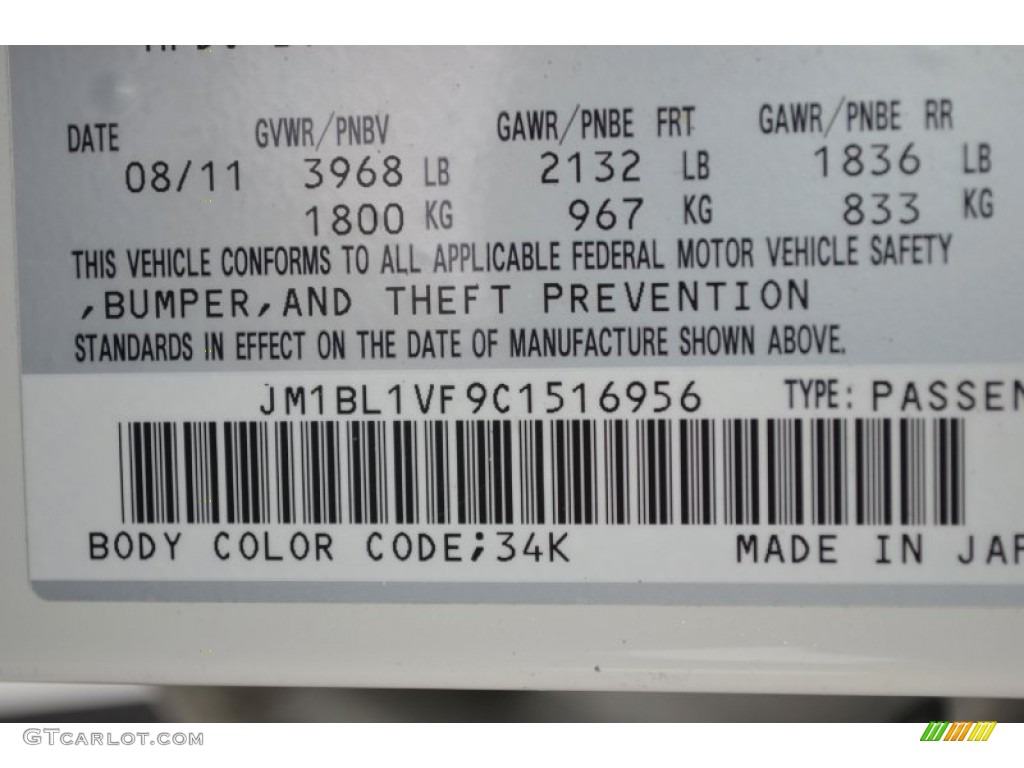 DATE GVWR/PNBV GAWR/PNBE FRT GAWR/PNBE RR
08/11 3968 LB 2132 LB 1836 LB
1800 KG 967 KG 833 KG
THIS VEHICLE CONFORMS TO ALL APPLICABLE FEDERAL MOTOR VEHICLE SAFETY
,BUMPER,AND THEFT PREVENTION
STANDARDS IN EFFECT ON THE DATE OF MANUFACTURE SHOWN ABOVE.
JM1BL1VF9C1516956 TYPE: PASSEN
BODY COLOR CODE;34K MADE IN JAP
GTCARLOT.COM